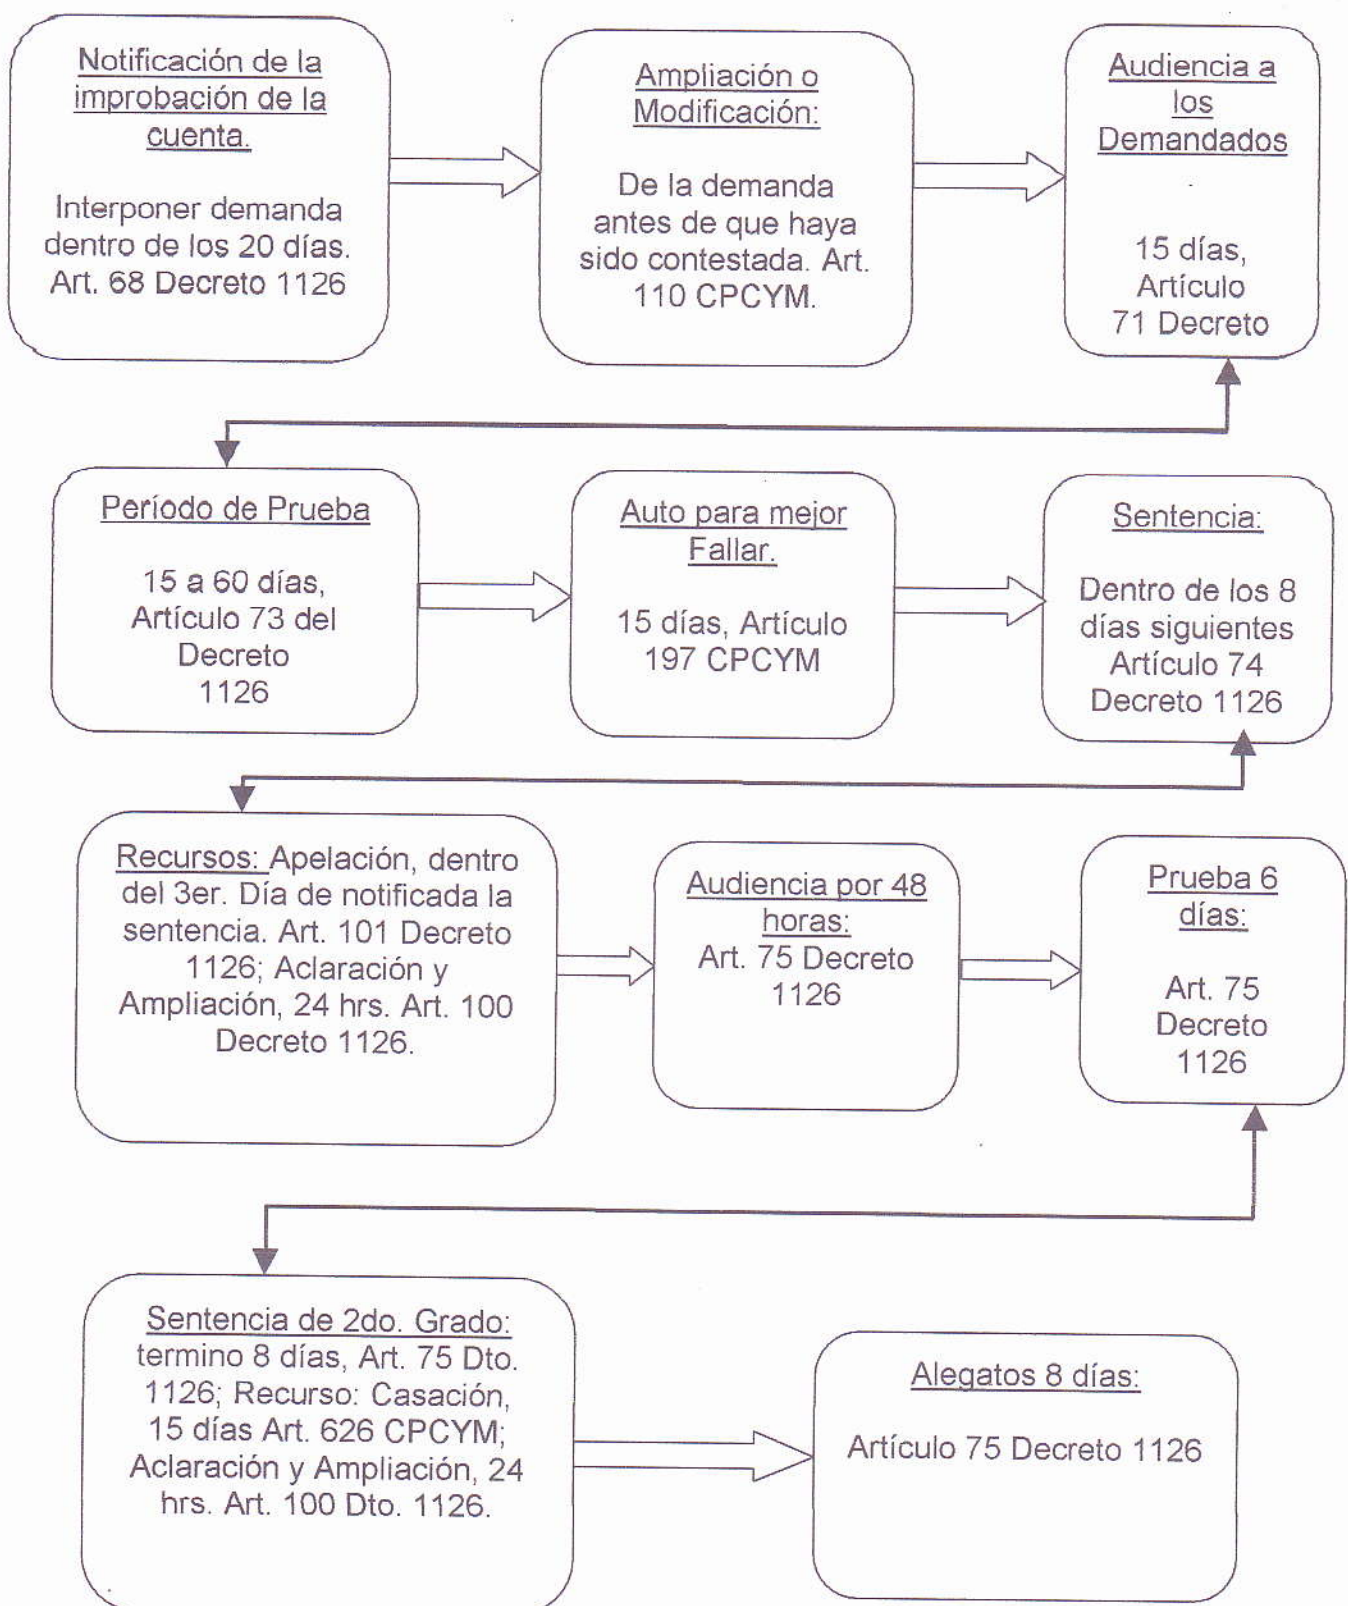 Notificación de la
improbación de la
cuenta.
Interponer demanda
dentro de los 20 días.
Art. 68 Decreto 1126
Ampliación o
Modificación:
De la demanda
antes de que haya
sido contestada. Art.
110 CPCYM.
Audiencia a
los
Demandados
15 días,
Artículo
71 Decreto
Período de Prueba
15 a 60 días,
Artículo 73 del
Decreto
1126
Auto para mejor
Fallar.
15 días, Artículo
197 CPCYM
Sentencia:
Dentro de los 8
días siguientes
Artículo 74
Decreto 1126
Recursos: Apelación, dentro
del 3er. Día de notificada la
sentencia. Art. 101 Decreto
1126; Aclaración y
Ampliación, 24 hrs. Art. 100
Decreto 1126.
Audiencia por 48
horas:
Art. 75 Decreto
1126
Prueba 6
días:
Art. 75
Decreto
1126
Sentencia de 2do. Grado:
termino 8 días, Art. 75 Dto.
1126; Recurso: Casación,
15 días Art. 626 CPCYM;
Aclaración y Ampliación, 24
hrs. Art. 100 Dto. 1126.
Alegatos 8 días:
Artículo 75 Decreto 1126